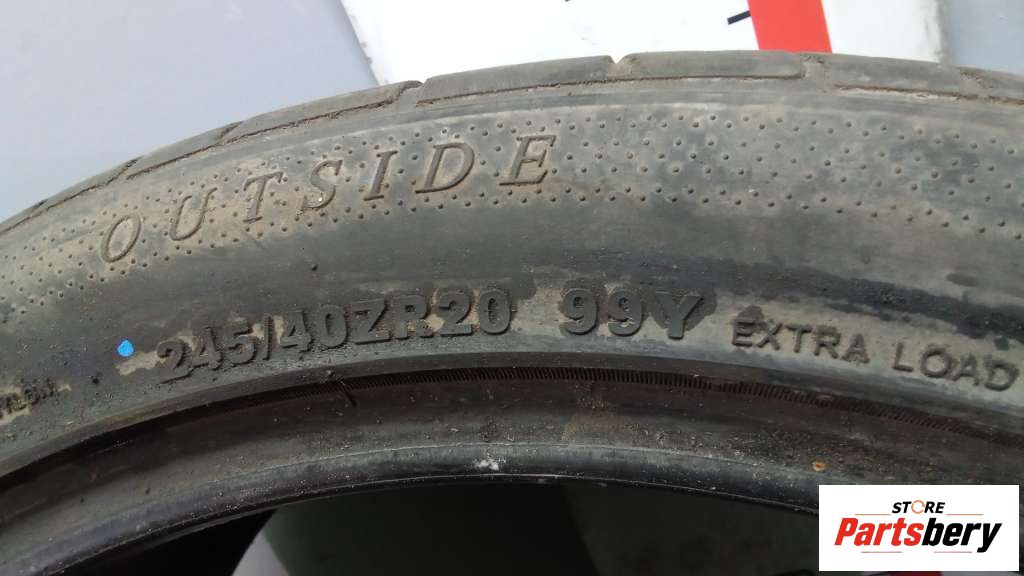 OUTSIDE
245/40ZR20 99Y EXTRA LOAD
STORE
Partsbery